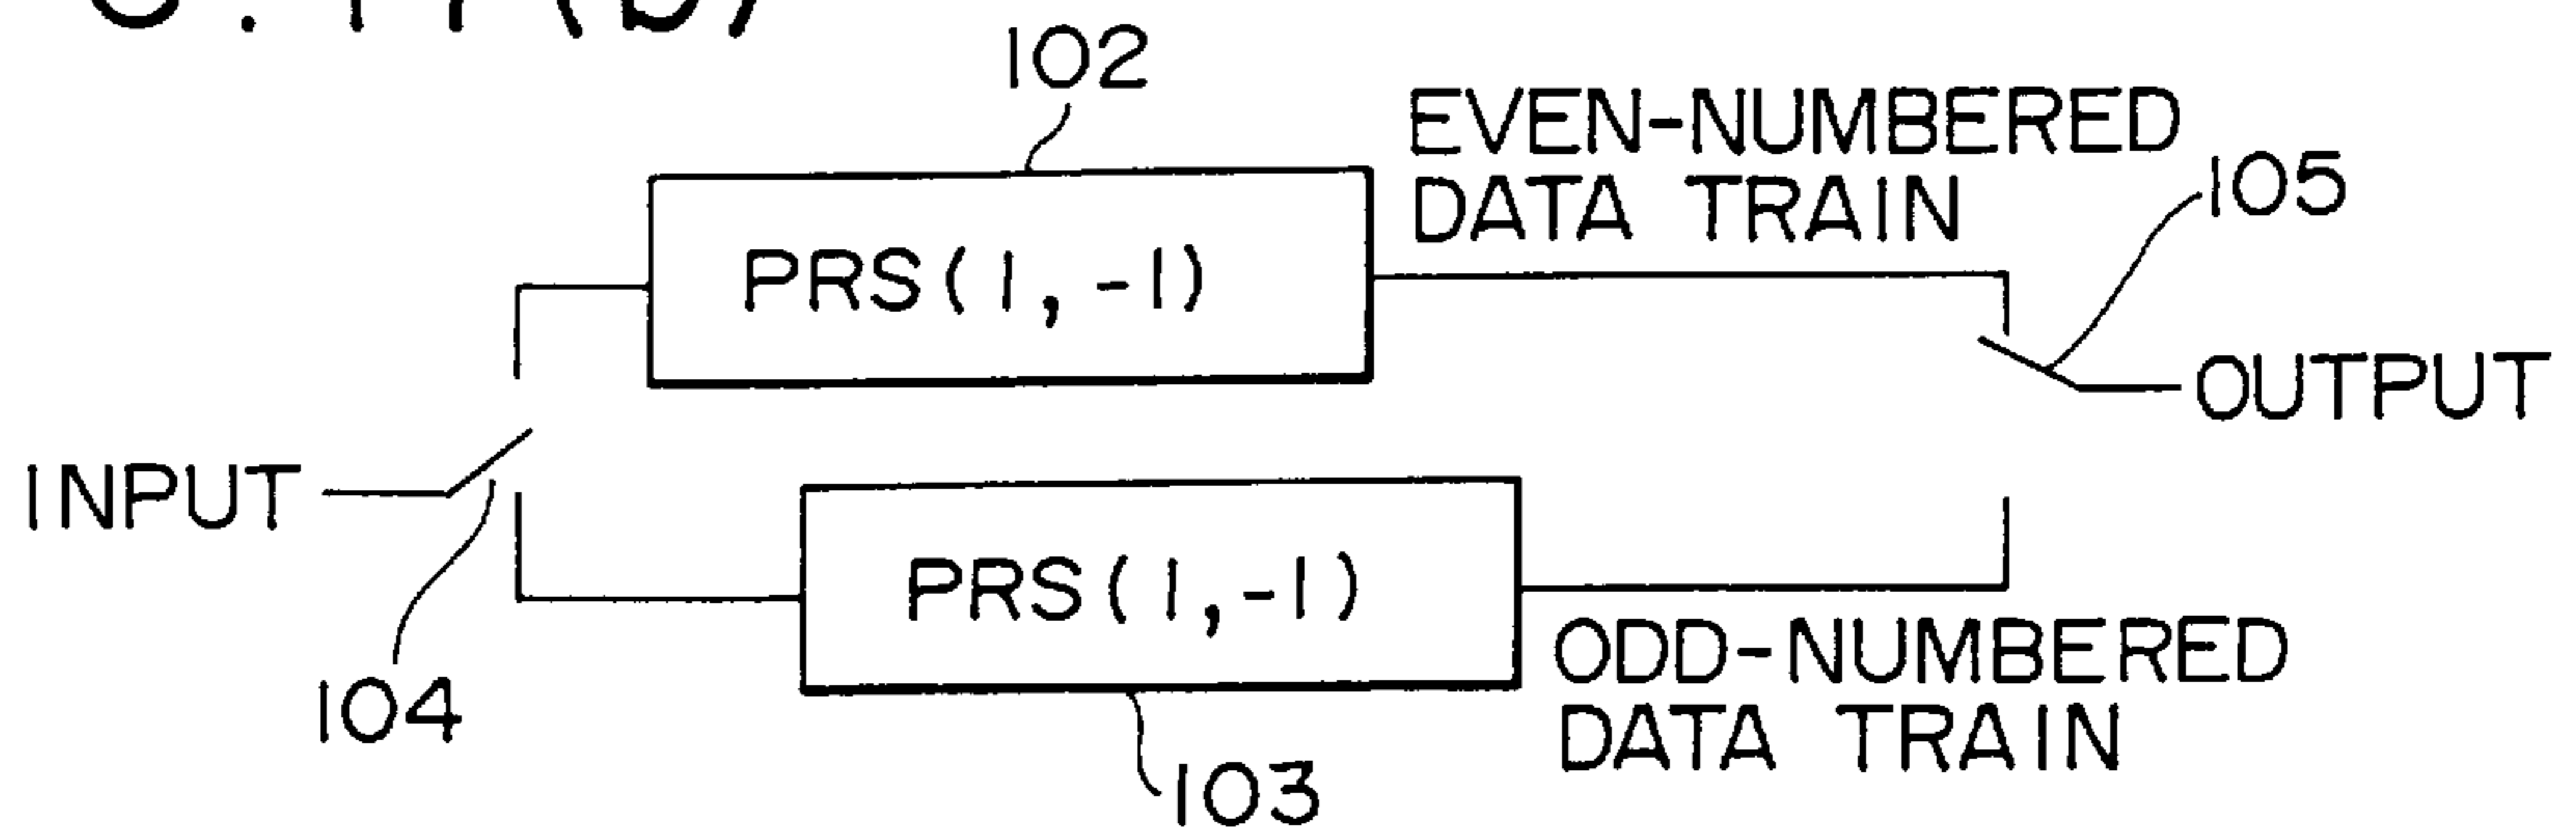 102
EVEN-NUMBERED
DATA TRAIN
105
PRS(1,-1)
OUTPUT
INPUT
PRS(1,-1)
ODD-NUMBERED
DATA TRAIN
104
103